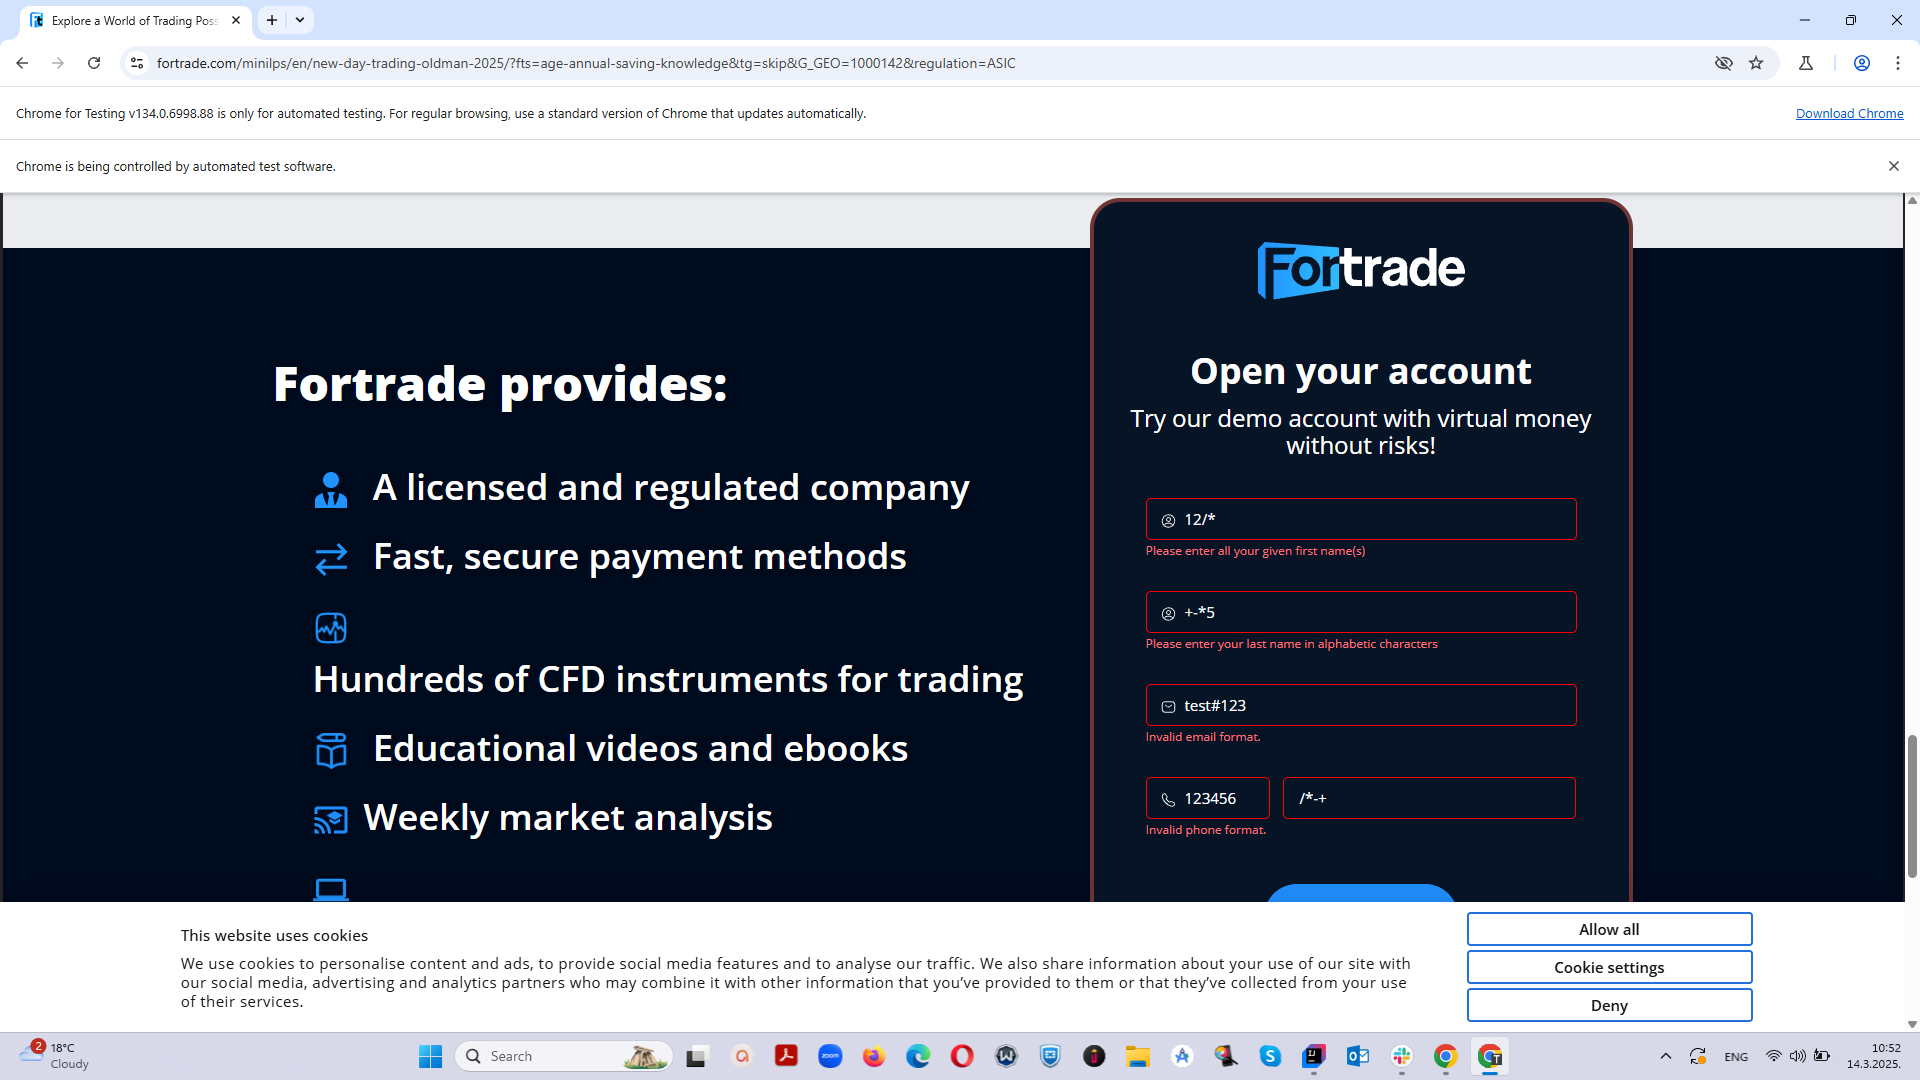 Explore a World of Trading Poss
fortrade.com/minilps/en/new-day-trading-oldman-2025/?fts=age-annual-saving-knowledge&tg=skip&G_GEO=1000142&regulation=ASIC
Chrome for Testing v134.0.6998.88 is only for automated testing. For regular browsing, use a standard version of Chrome that updates automatically.
Download Chrome
Chrome is being controlled by automated test software.
Fortrade provides:
A licensed and regulated company
Fast, secure payment methods
Hundreds of CFD instruments for trading
Educational videos and ebooks
Weekly market analysis
Fortrade
Open your account
Try our demo account with virtual money
without risks!
12/*
Please enter all your given first name(s)
+-*5
Please enter your last name in alphabetic characters
test#123
Invalid email format.
123456
/*-+
Invalid phone format.
This website uses cookies
We use cookies to personalise content and ads, to provide social media features and to analyse our traffic. We also share information about your use of our site with
our social media, advertising and analytics partners who may combine it with other information that you've provided to them or that they've collected from your use
of their services.
Allow all
Cookie settings
Deny
2
18°C
Cloudy
Search
zoom
ENG
10:52
14.3.2025.